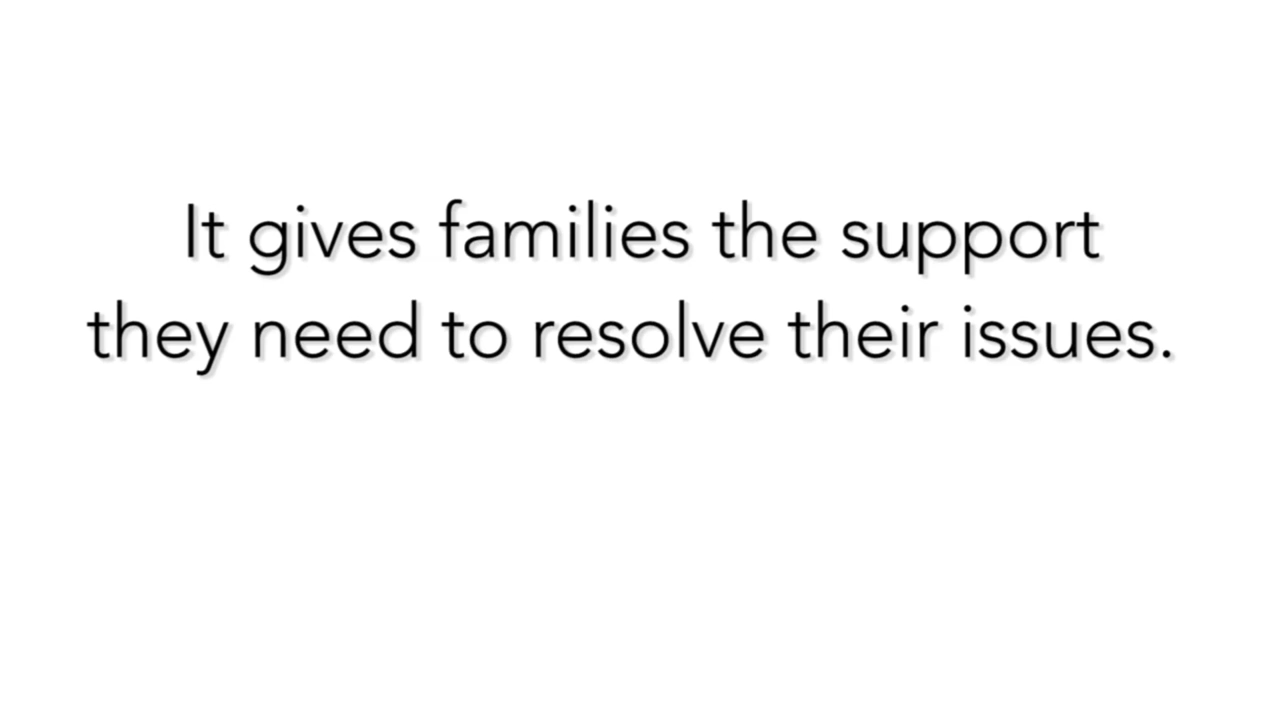 It gives families the support
they need to resolve their issues.